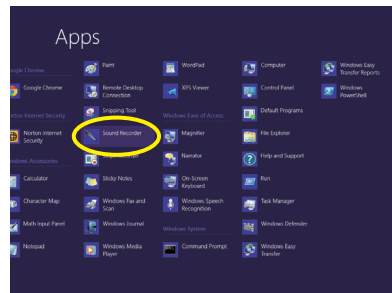 Apps
Google Chrome
Google Chrome
Norton Internet Security
Norton Internet
Security
Windows Accessories
Calculator
Character Map
Math Input Panel
Notepad
Paint
Remote Desktop
Connection
Snipping Tool
Sound Recorder
Sticky Notes
Windows Fax and
Scan
Windows Journal
Windows Media
Player
WordPad
XPS Viewer
Windows Ease of Access
Magnifier
Narrator
On-Screen
Keyboard
Windows Speech
Recognition
Windows System
Command Prompt
Computer
Control Panel
Default Programs
File Explorer
Help and Support
Run
Task Manager
Windows Defender
Windows Easy
Transfer
Windows Easy
Transfer Reports
Windows
PowerShell